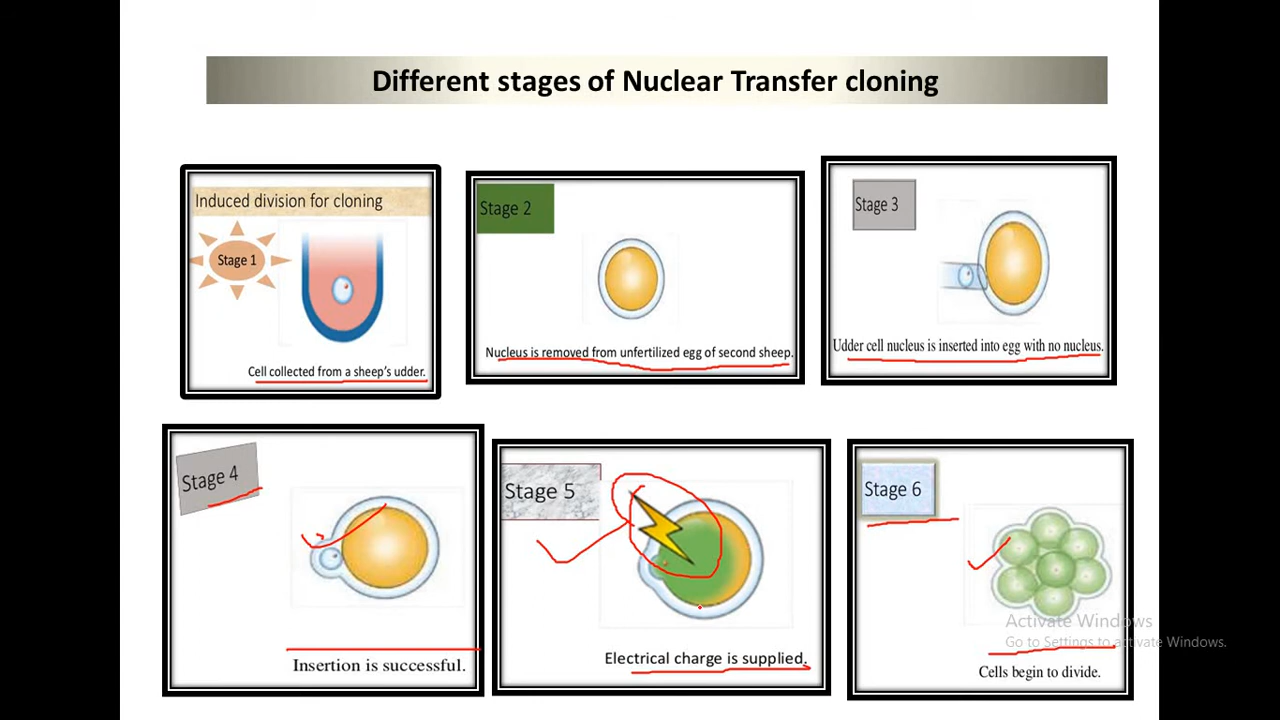 Different stages of Nuclear Transfer cloning
Induced division for cloning
Stage 1
Cell collected from a sheep's udder.
Stage 2
Nucleus is removed from unfertilized egg of second sheep.
Stage 3
Udder cell nucleus is inserted into egg with no nucleus.
Stage 4
Insertion is successful.
Stage 5
Electrical charge is supplied.
Stage 6
Cells begin to divide.
Activate Windows
Go to Settings to activate Windows.